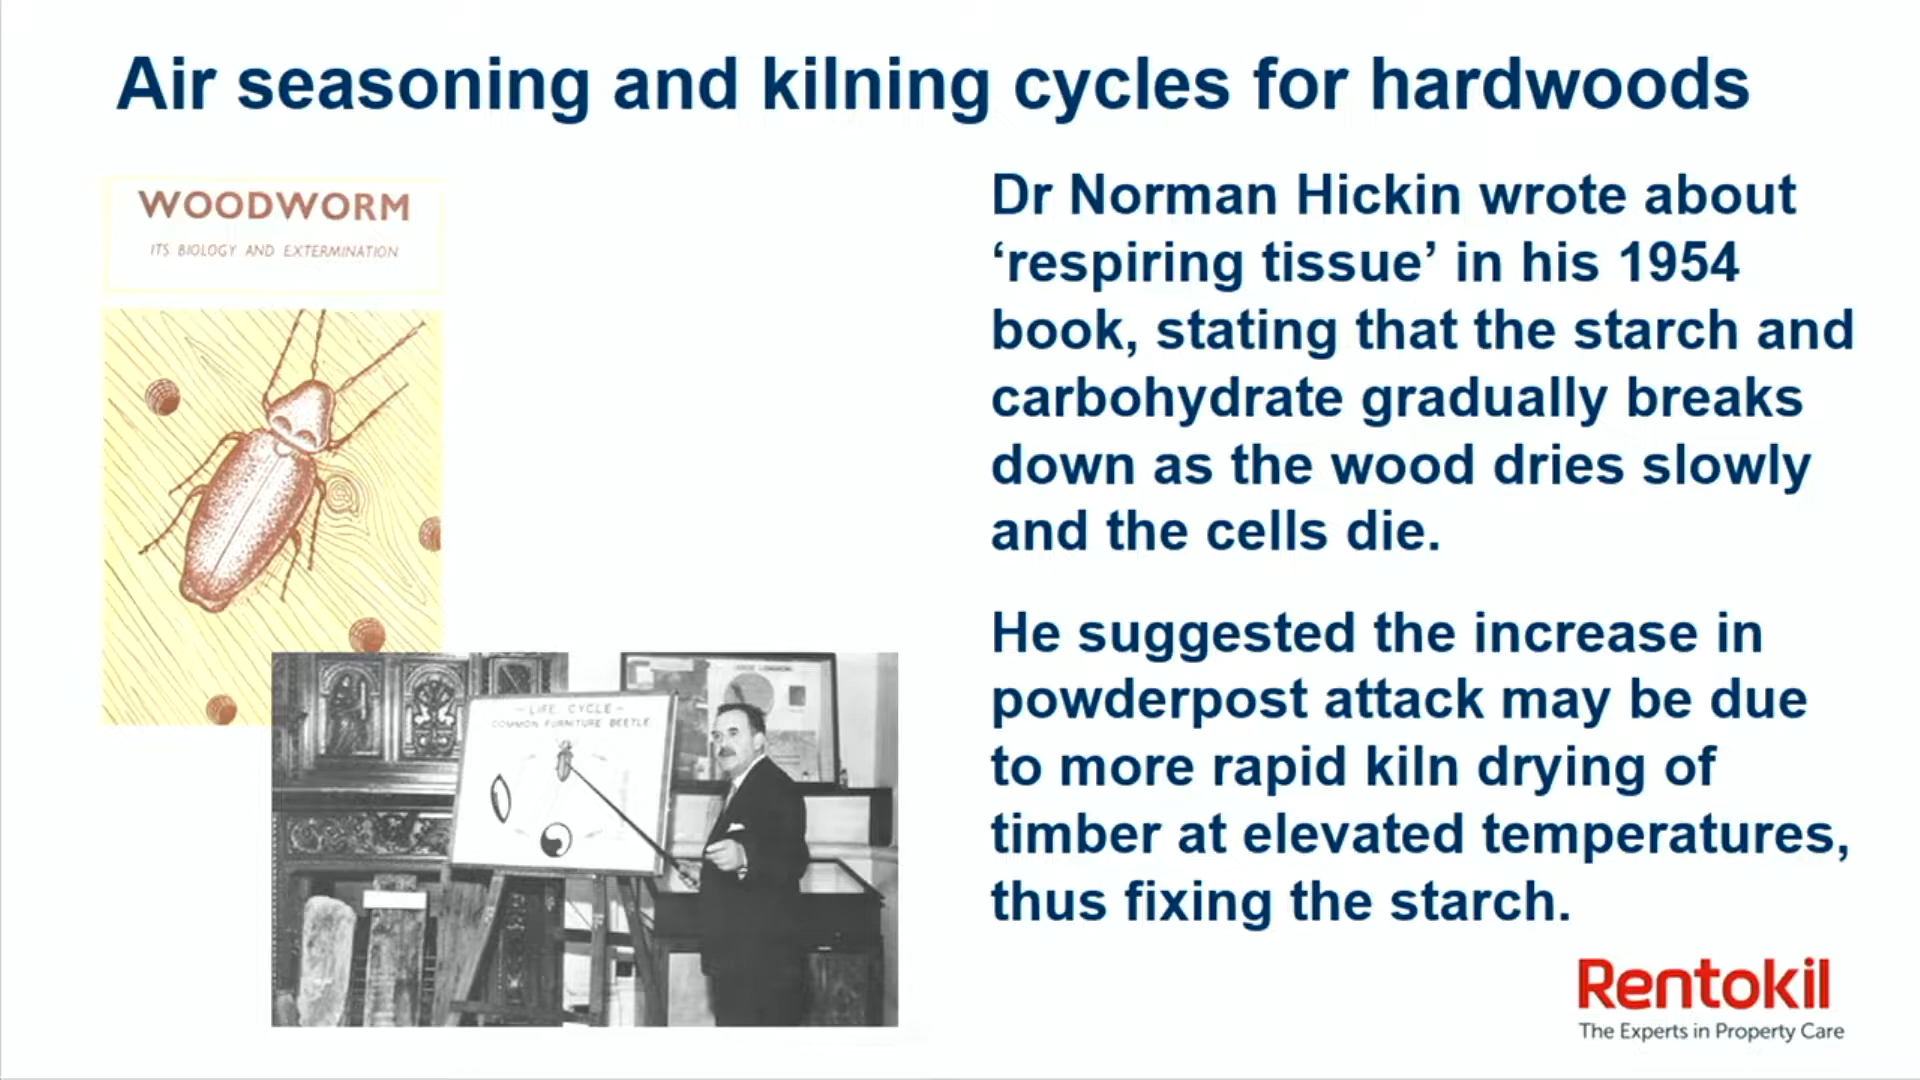 Air seasoning and kilning cycles for hardwoods
WOODWORM
ITS BIOLOGY AND EXTERMINATION
- LIFE CYCLE -
COMMON FURNITURE BEETLE
Dr Norman Hickin wrote about
‘respiring tissue’ in his 1954
book, stating that the starch and
carbohydrate gradually breaks
down as the wood dries slowly
and the cells die.
He suggested the increase in
powderpost attack may be due
to more rapid kiln drying of
timber at elevated temperatures,
thus fixing the starch.
Rentokil
The Experts in Property Care